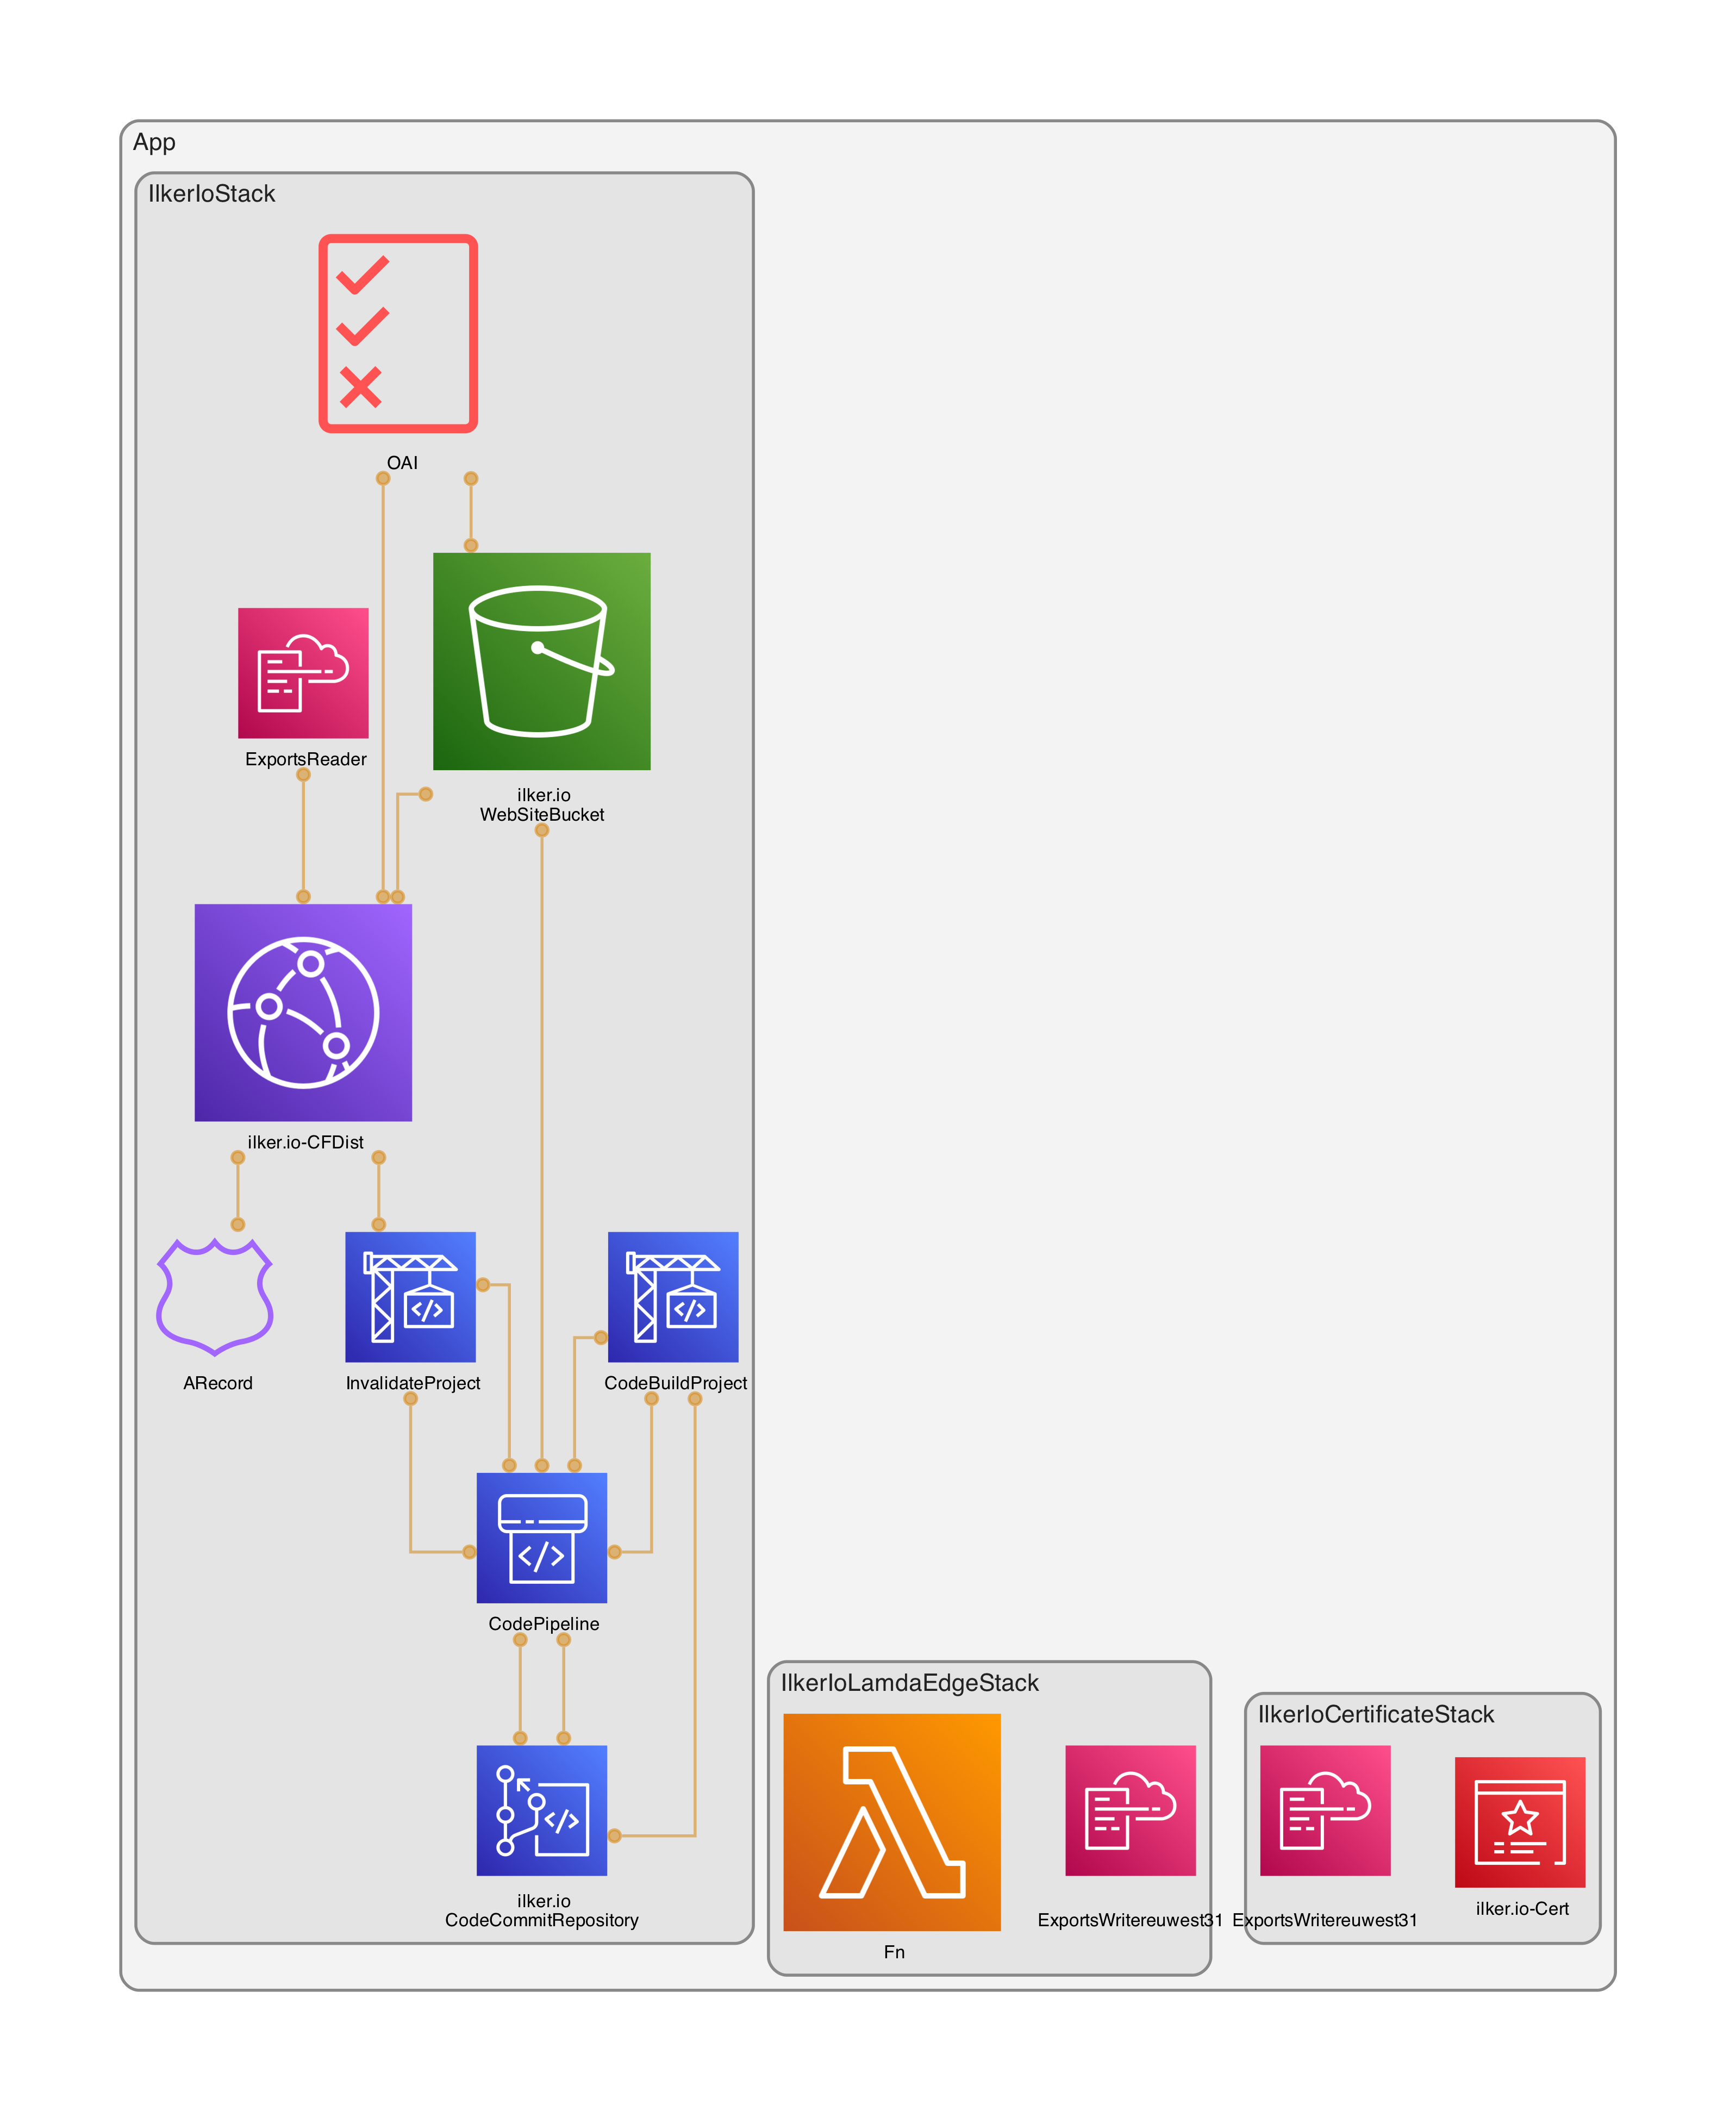 App
IlkerIoStack
OAI
ExportsReader
ilker.io
WebSiteBucket
ilker.io-CFDist
ARecord
InvalidateProject
CodeBuildProject
CodePipeline
ilker.io
CodeCommitRepository
IlkerIoLamdaEdgeStack
Fn
ExportsWritereuwest31
IlkerIoCertificateStack
ExportsWritereuwest31
ilker.io-Cert